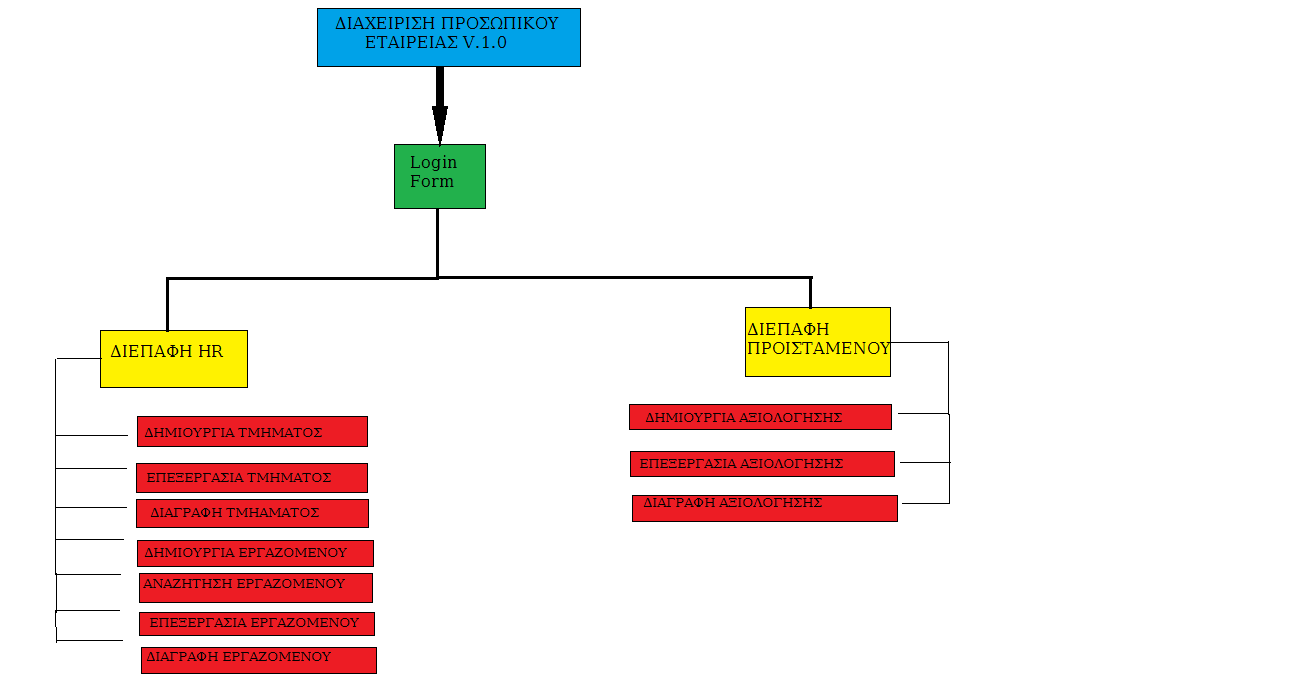 ΔΙΑΧΕΙΡΙΣΗ ΠΡΟΣΩΠΙΚΟΥ
ΕΤΑΙΡΕΙΑΣ V.1.0
Login
Form
ΔΙΕΠΑΦΗ HR
ΔΗΜΙΟΥΡΓΙΑ ΤΜΗΜΑΤΟΣ
ΕΠΕΞΕΡΓΑΣΙΑ ΤΜΗΜΑΤΟΣ
ΔΙΑΓΡΑΦΗ ΤΜΗΑΜΑΤΟΣ
ΔΗΜΙΟΥΡΓΙΑ ΕΡΓΑΖΟΜΕΝΟΥ
ΑΝΑΖΗΤΗΣΗ ΕΡΓΑΖΟΜΕΝΟΥ
ΕΠΕΞΕΡΓΑΣΙΑ ΕΡΓΑΖΟΜΕΝΟΥ
ΔΙΑΓΡΑΦΗ ΕΡΓΑΖΟΜΕΝΟΥ
ΔΙΕΠΑΦΗ
ΠΡΟΙΣΤΑΜΕΝΟΥ
ΔΗΜΙΟΥΡΓΙΑ ΑΞΙΟΛΟΓΗΣΗΣ
ΕΠΕΞΕΡΓΑΣΙΑ ΑΞΙΟΛΟΓΗΣΗΣ
ΔΙΑΓΡΑΦΗ ΑΞΙΟΛΟΓΗΣΗΣ